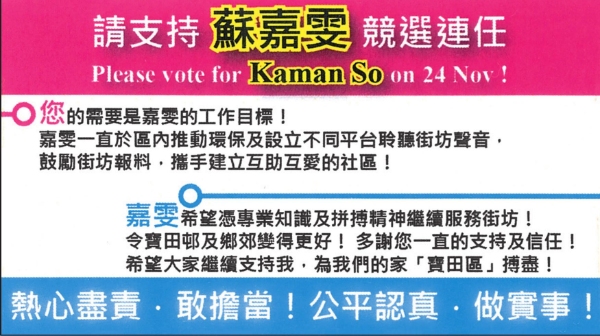 請支持 蘇嘉雯 競選連任
Please vote for Kaman So on 24 Nov !
您的需要是嘉雯的工作目標！
嘉雯一直於區內推動環保及設立不同平台聆聽街坊聲音，
鼓勵街坊報料，攜手建立互助互愛的社區！
嘉雯希望憑專業知識及拼搏精神繼續服務街坊！
令寶田邨及鄉郊變得更好！ 多謝您一直的支持及信任！
希望大家繼續支持我，為我們的家「寶田區」搏盡！
熱心盡責．敢擔當！公平認真．做實事！